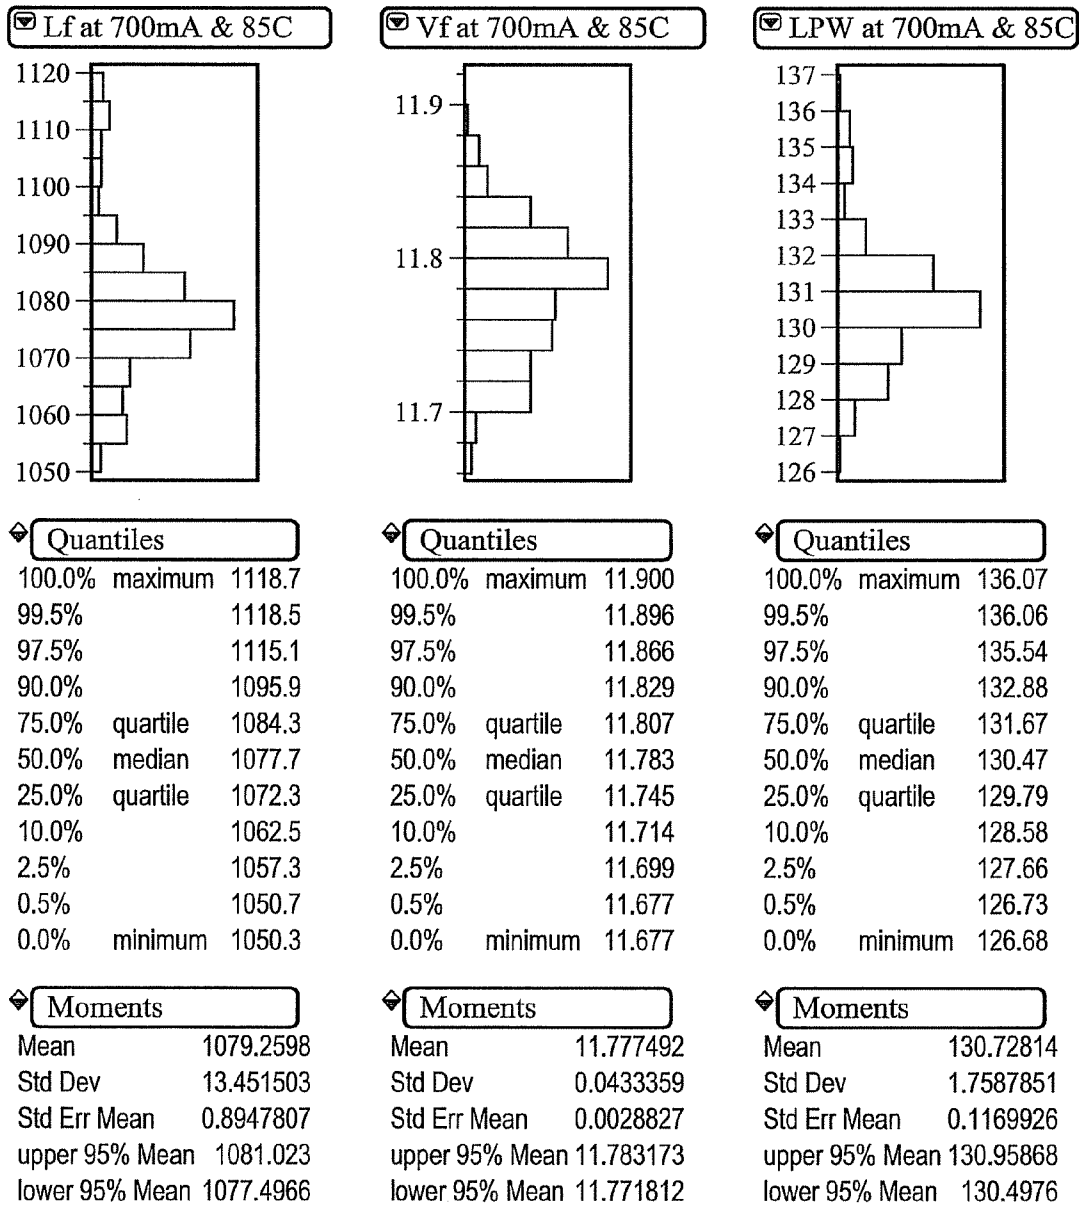 Lf at 700mA & 85C
1120
1110
1100
1090
1080
1070
1060
1050
Quantiles
100.0% maximum 1118.7
99.5% 1118.5
97.5% 1115.1
90.0% 1095.9
75.0% quartile 1084.3
50.0% median 1077.7
25.0% quartile 1072.3
10.0% 1062.5
2.5% 1057.3
0.5% 1050.7
0.0% minimum 1050.3
Moments
Mean 1079.2598
Std Dev 13.451503
Std Err Mean 0.8947807
upper 95% Mean 1081.023
lower 95% Mean 1077.4966
Vf at 700mA & 85C
11.9
11.8
11.7
Quantiles
100.0% maximum 11.900
99.5% 11.896
97.5% 11.866
90.0% 11.829
75.0% quartile 11.807
50.0% median 11.783
25.0% quartile 11.745
10.0% 11.714
2.5% 11.699
0.5% 11.677
0.0% minimum 11.677
Moments
Mean 11.777492
Std Dev 0.0433359
Std Err Mean 0.0028827
upper 95% Mean 11.783173
lower 95% Mean 11.771812
LPW at 700mA & 85C
137
136
135
134
133
132
131
130
129
128
127
126
Quantiles
100.0% maximum 136.07
99.5% 136.06
97.5% 135.54
90.0% 132.88
75.0% quartile 131.67
50.0% median 130.47
25.0% quartile 129.79
10.0% 128.58
2.5% 127.66
0.5% 126.73
0.0% minimum 126.68
Moments
Mean 130.72814
Std Dev 1.7587851
Std Err Mean 0.1169926
upper 95% Mean 130.95868
lower 95% Mean 130.4976